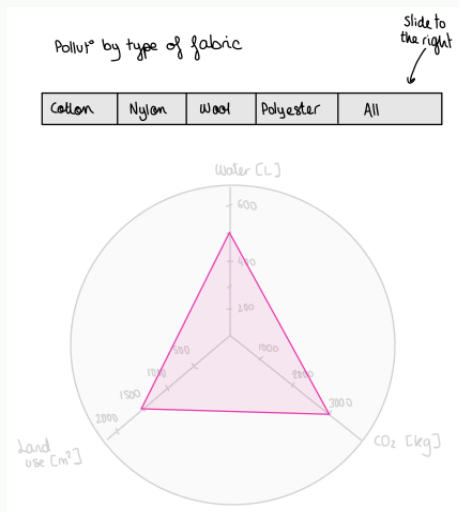 Slide to
the right
Pollut° by type of fabric
Cotton Nylon Wool Polyester All
Water [L]
600
400
200
500 1000
1000 2000
1500 3000
2000
Land
use [m²]
CO₂ [kg]